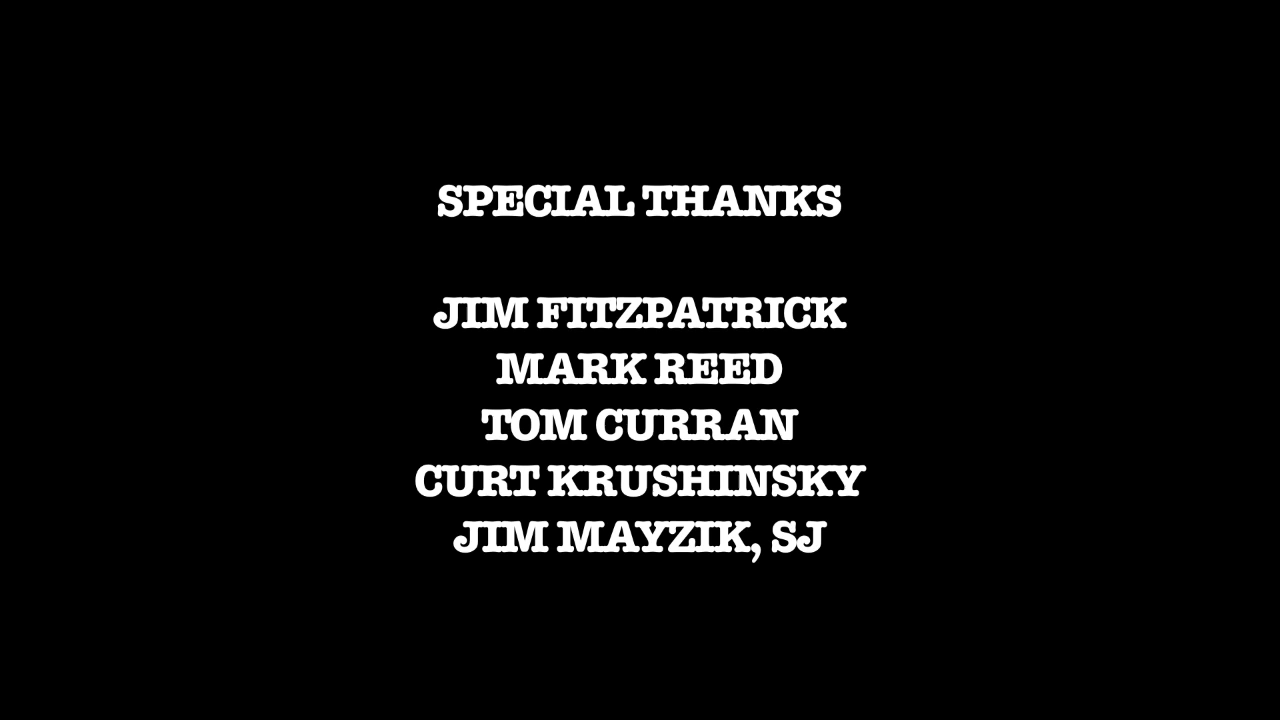 SPECIAL THANKS
JIM FITZPATRICK
MARK REED
TOM CURRAN
CURT KRUSHINSKY
JIM MAYZIK, SJ